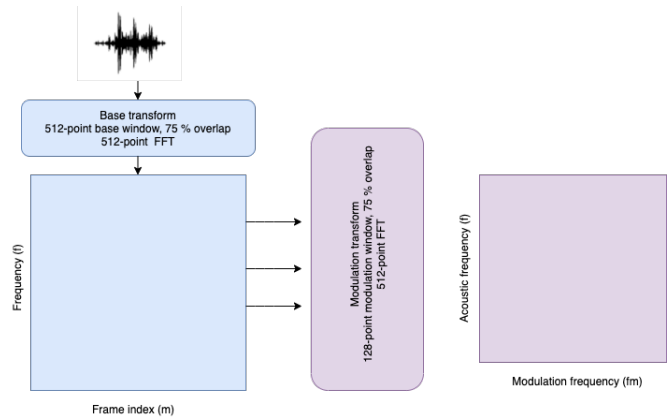 Base transform
512-point base window, 75 % overlap
512-point FFT
Frequency (f)
Frame index (m)
Modulation transform
128-point modulation window, 75 % overlap
512-point FFT
Acoustic frequency (f)
Modulation frequency (fm)